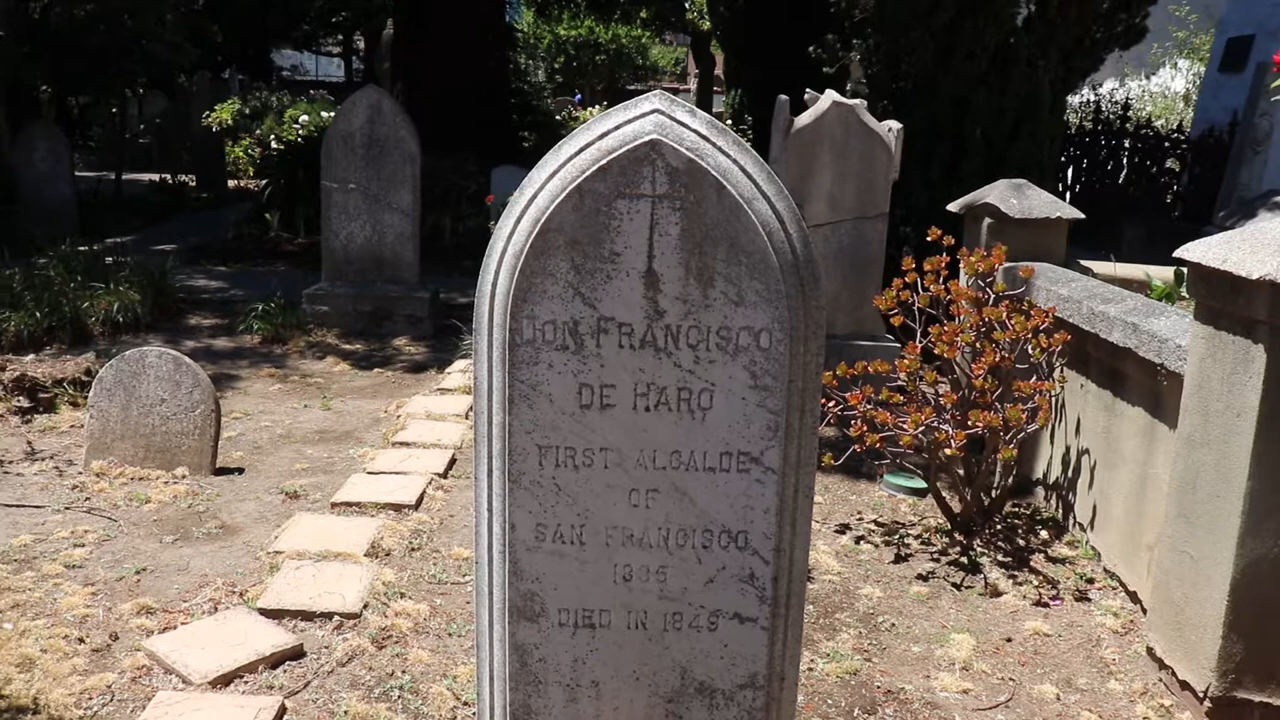 DON FRANCISCO
DE HARO
FIRST ALCALDE
OF
SAN FRANCISCO
1835
DIED IN 1849